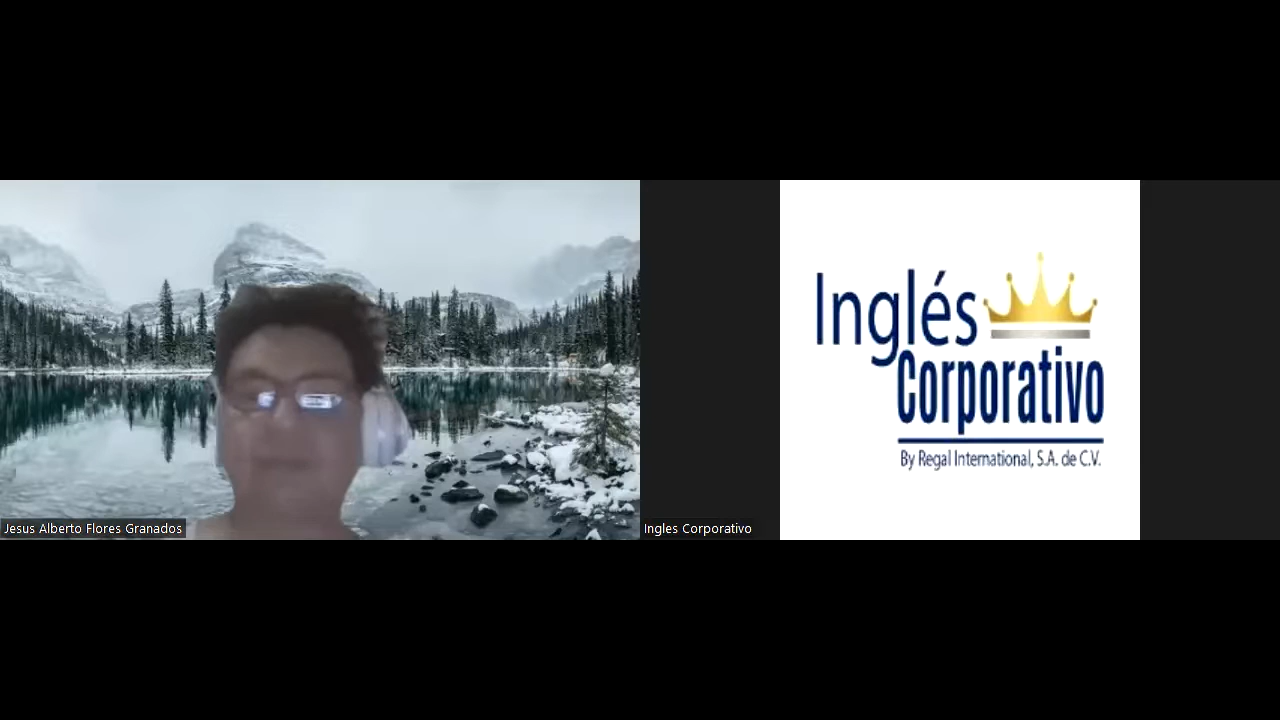 Inglés
Corporativo
By Regal International, S.A. de C.V.
Jesus Alberto Flores Granados
Ingles Corporativo